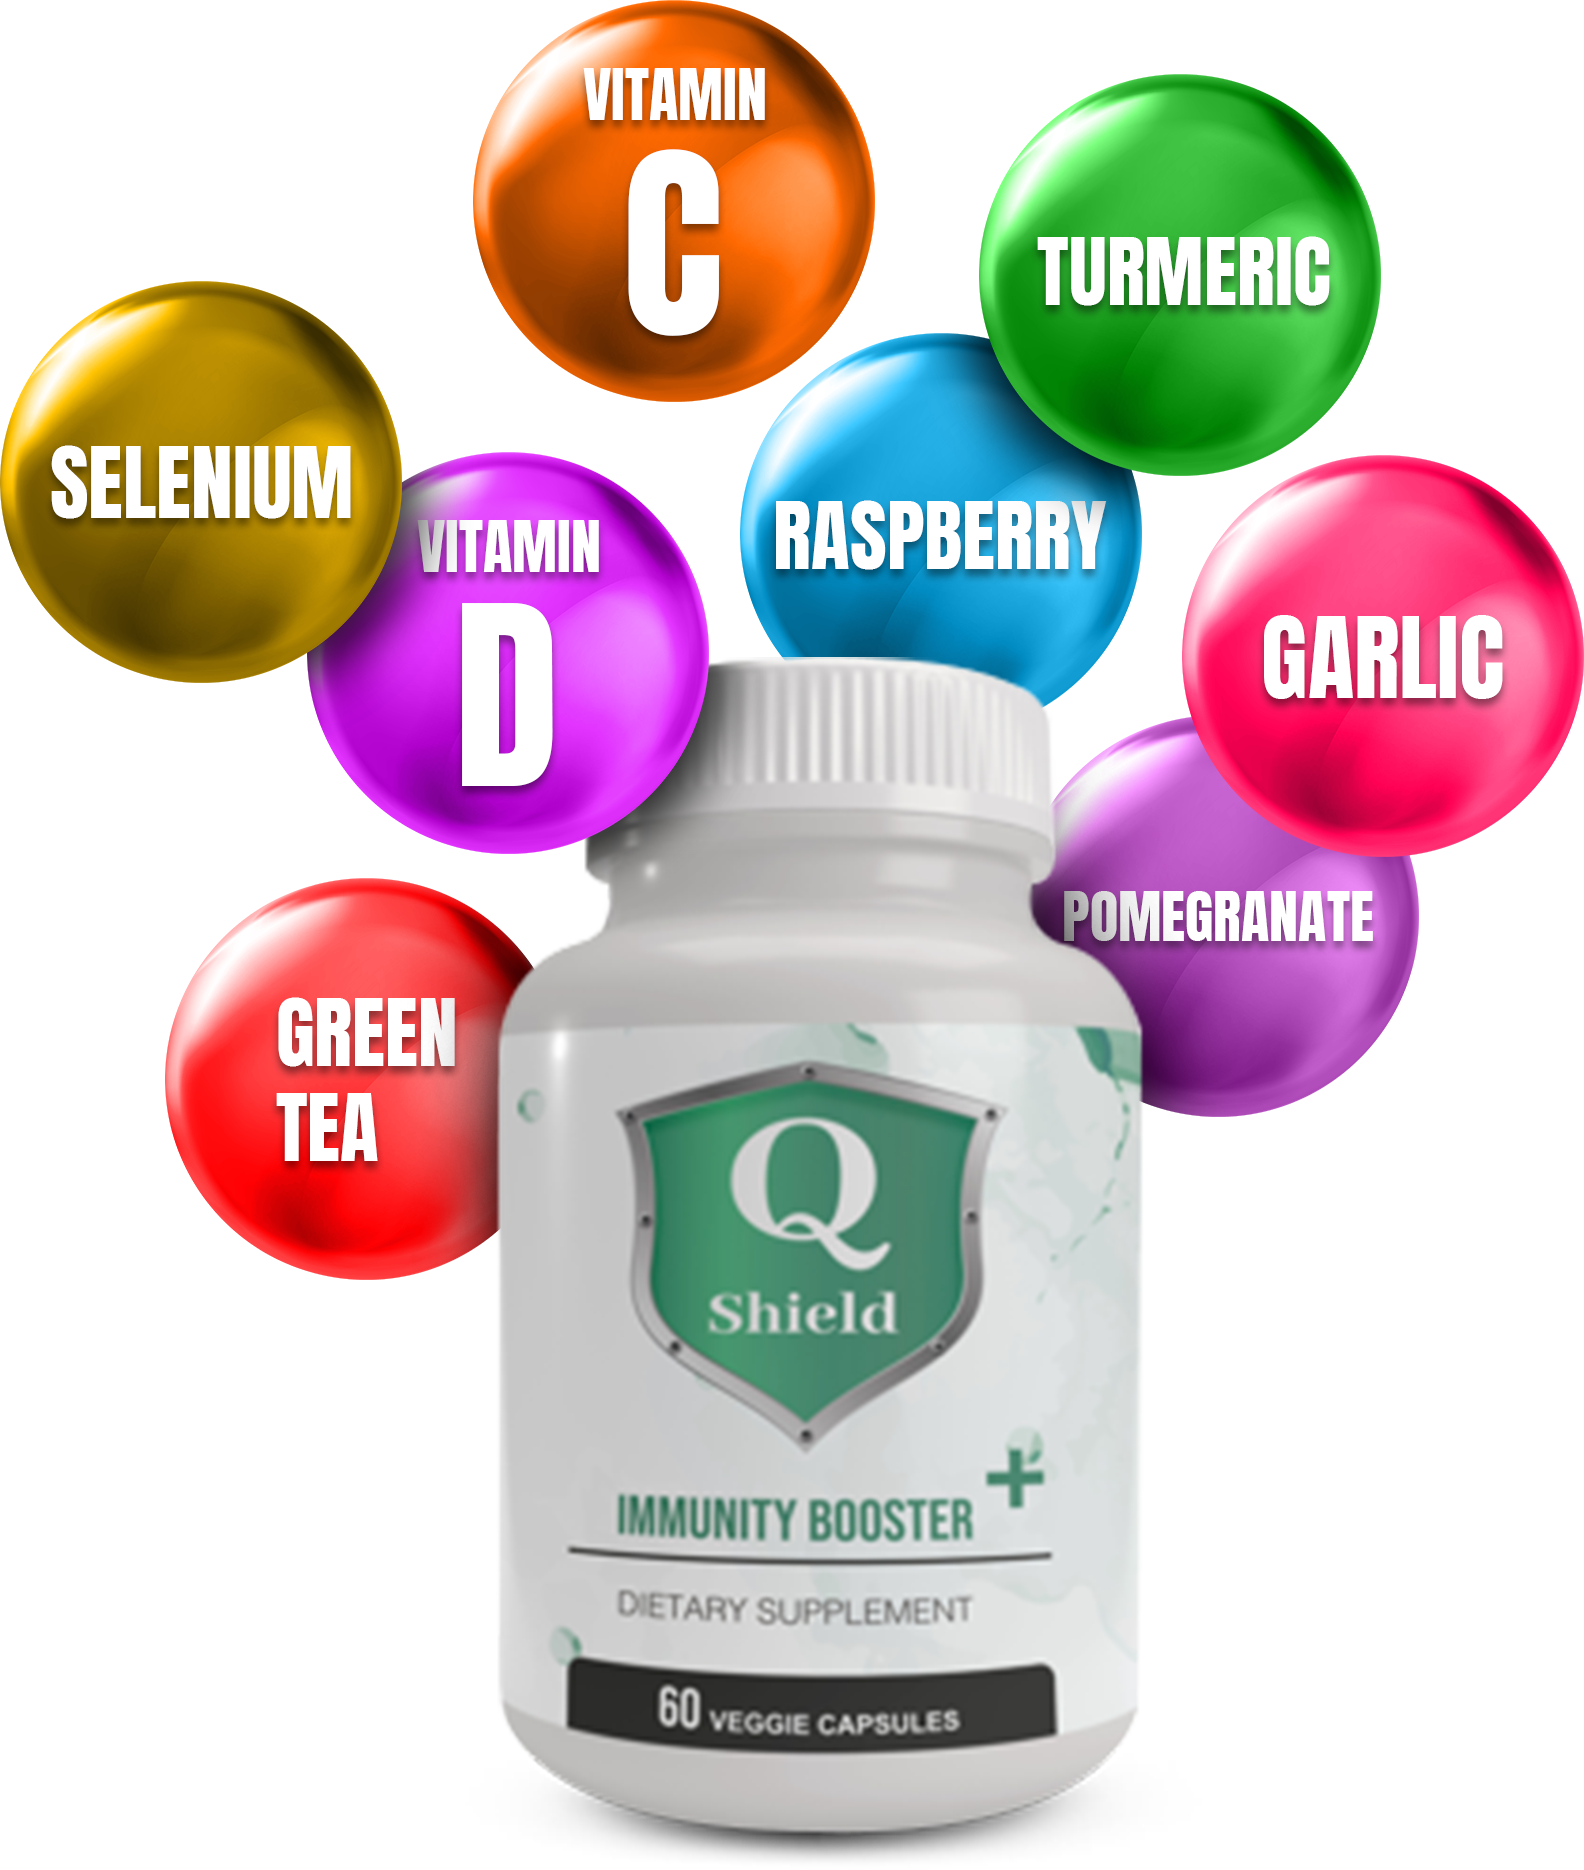 VITAMIN
C
TURMERIC
SELENIUM
VITAMIN
D
RASPBERRY
GARLIC
POMEGRANATE
GREEN
TEA
Q
Shield
IMMUNITY BOOSTER +
DIETARY SUPPLEMENT
60 VEGGIE CAPSULES